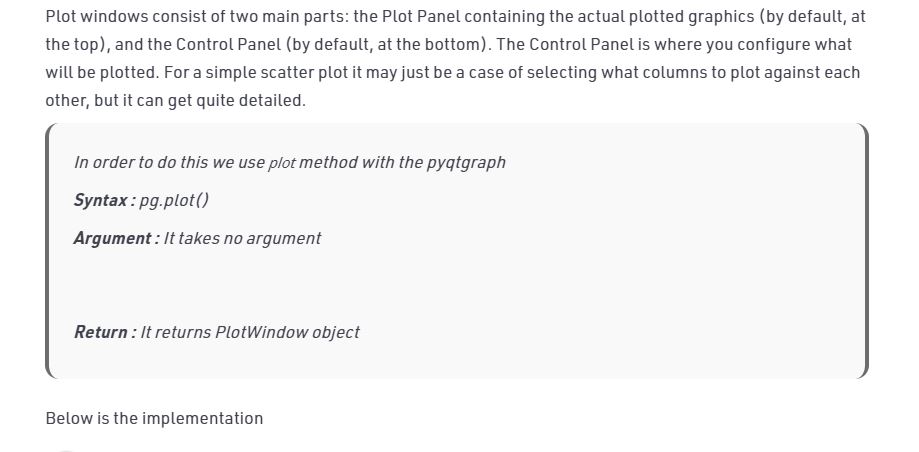 Plot windows consist of two main parts: the Plot Panel containing the actual plotted graphics (by default, at
the top), and the Control Panel (by default, at the bottom). The Control Panel is where you configure what
will be plotted. For a simple scatter plot it may just be a case of selecting what columns to plot against each
other, but it can get quite detailed.
In order to do this we use plot method with the pyqtgraph
Syntax : pg.plot()
Argument : It takes no argument
Return : It returns PlotWindow object
Below is the implementation